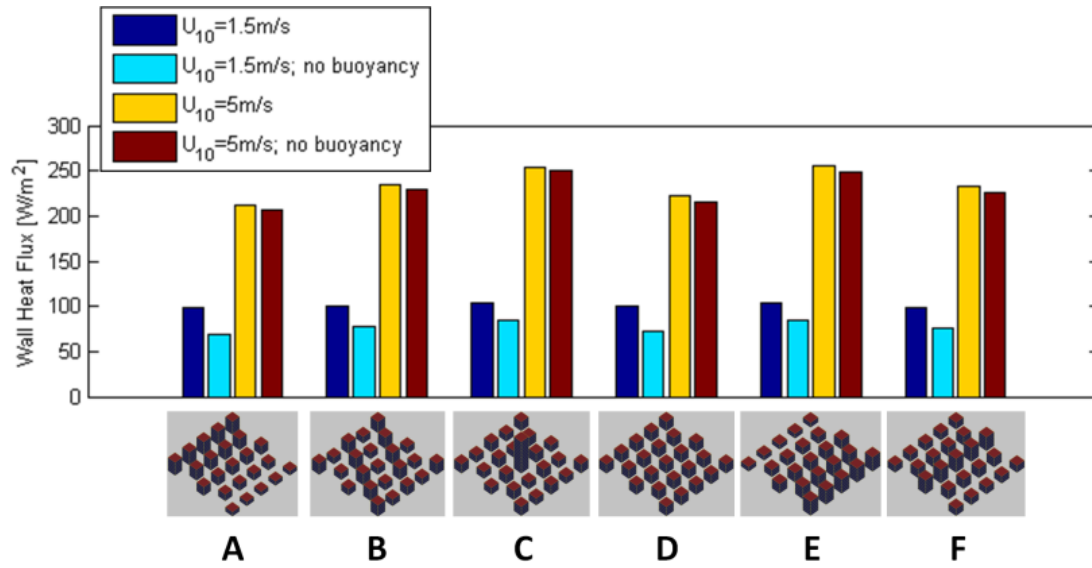 U10=1.5m/s
U10=1.5m/s; no buoyancy
U10=5m/s
U10=5m/s; no buoyancy
300
250
200
150
100
50
0
Wall Heat Flux [W/m²]
A B C D E F